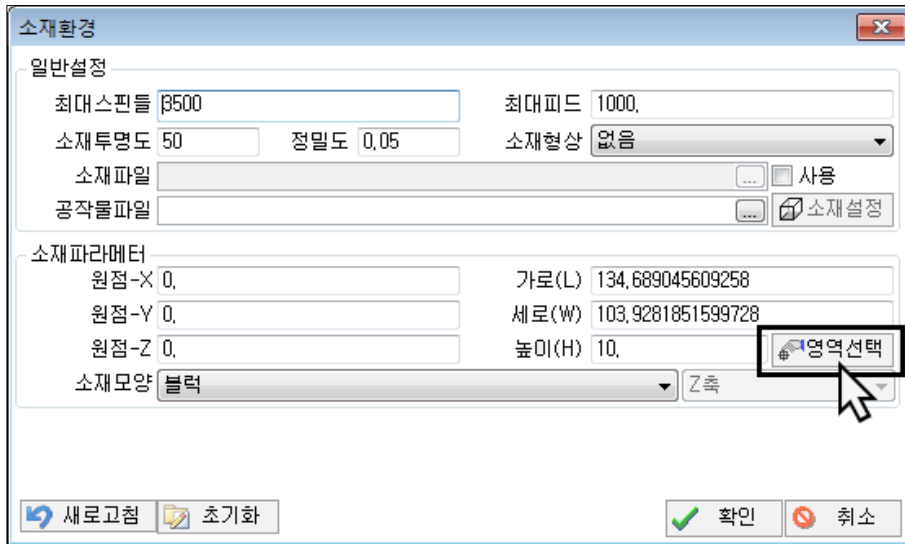 소재환경
일반설정
최대스핀들 3500 최대피드 1000,
소재투명도 50 정밀도 0,05 소재형상 없음
소재파일 ... 사용
공작물파일 ... 소재설정
소재파라메터
원점-X 0, 가로(L) 134,689045609258
원점-Y 0, 세로(W) 103,9281851599728
원점-Z 0, 높이(H) 10, 영역선택
소재모양 블럭 Z축
새로고침 초기화 확인 취소